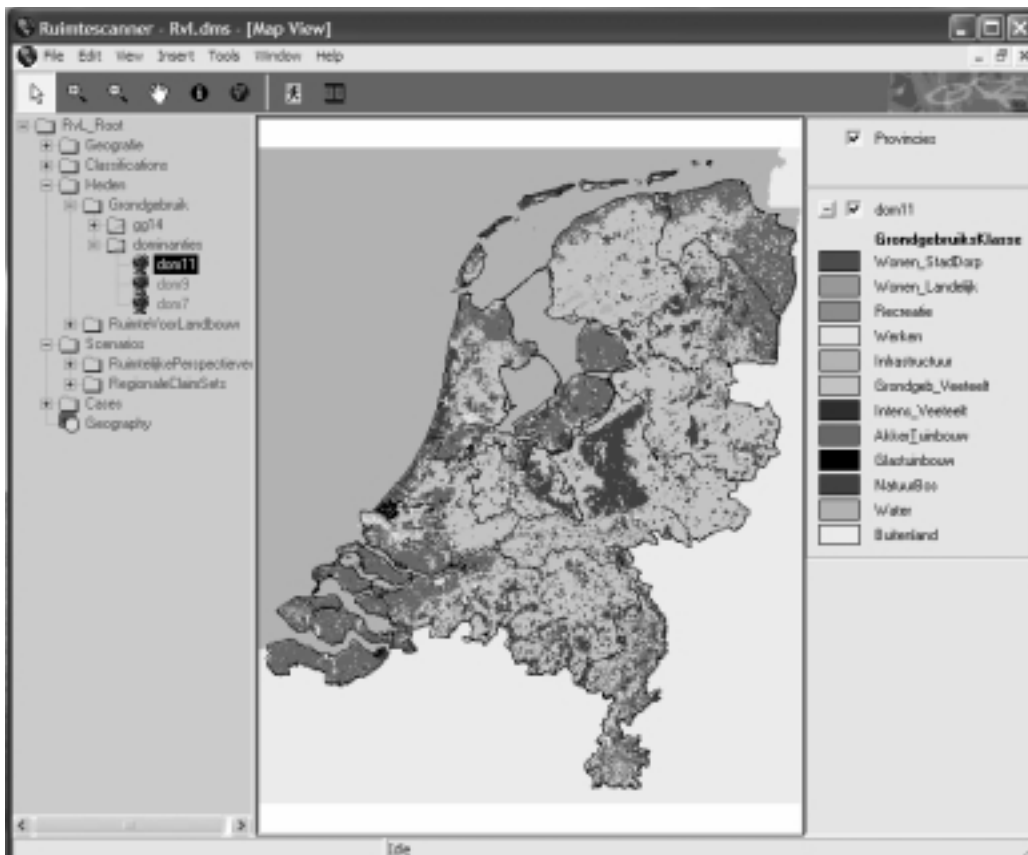 Ruimtescanner - RvL.dms - [Map View]
File Edit View Insert Tools Window Help
RvL_Root
Geografie
Classifications
Heden
Grondgebruik
gg14
dominanties
dom11
dom9
dom7
RuimteVoorLandbouw
Scenarios
RuimtelijkePerspectieven
RegionaleClaimSets
Cases
Geography
Provincies
dom11
GrondgebruiksKlasse
Wonen_StadDorp
Wonen_Landelijk
Recreatie
Werken
Infrastructuur
Grondgeb_Veeteelt
Intens_Veeteelt
AkkerTuinbouw
Glastuinbouw
NatuurBos
Water
Buitenland
Idle